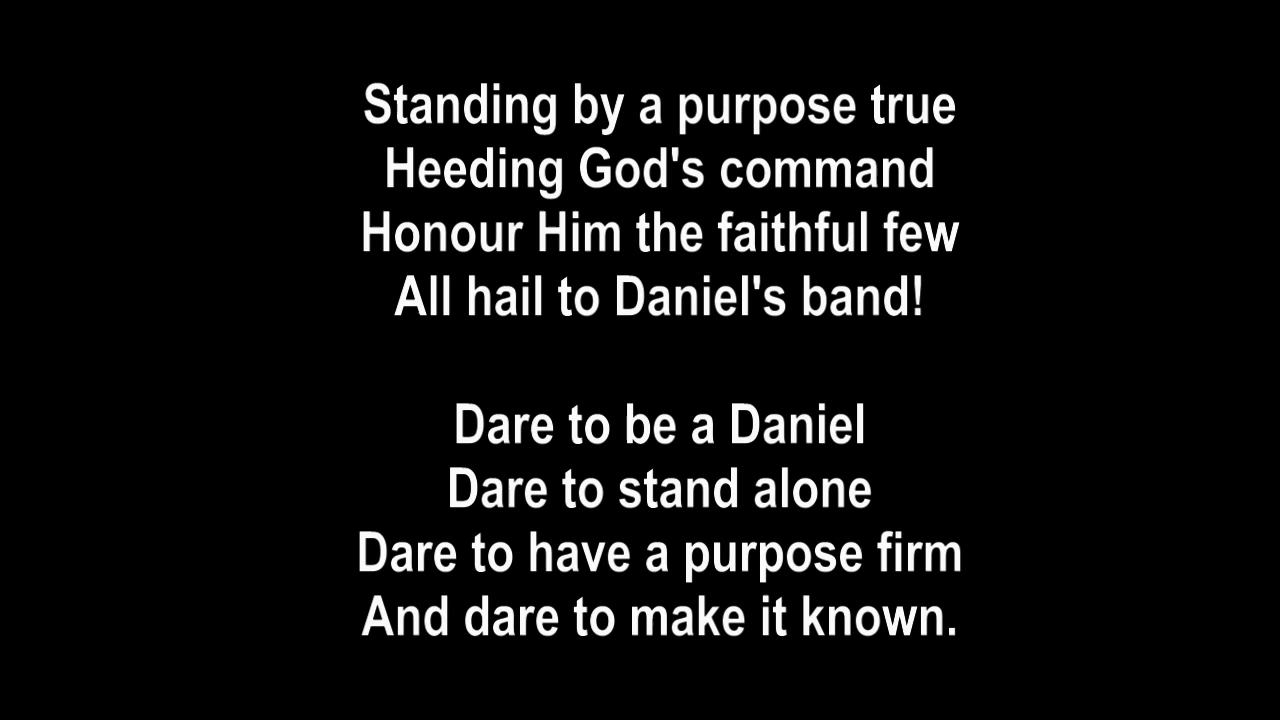 Standing by a purpose true
Heeding God's command
Honour Him the faithful few
All hail to Daniel's band!
Dare to be a Daniel
Dare to stand alone
Dare to have a purpose firm
And dare to make it known.